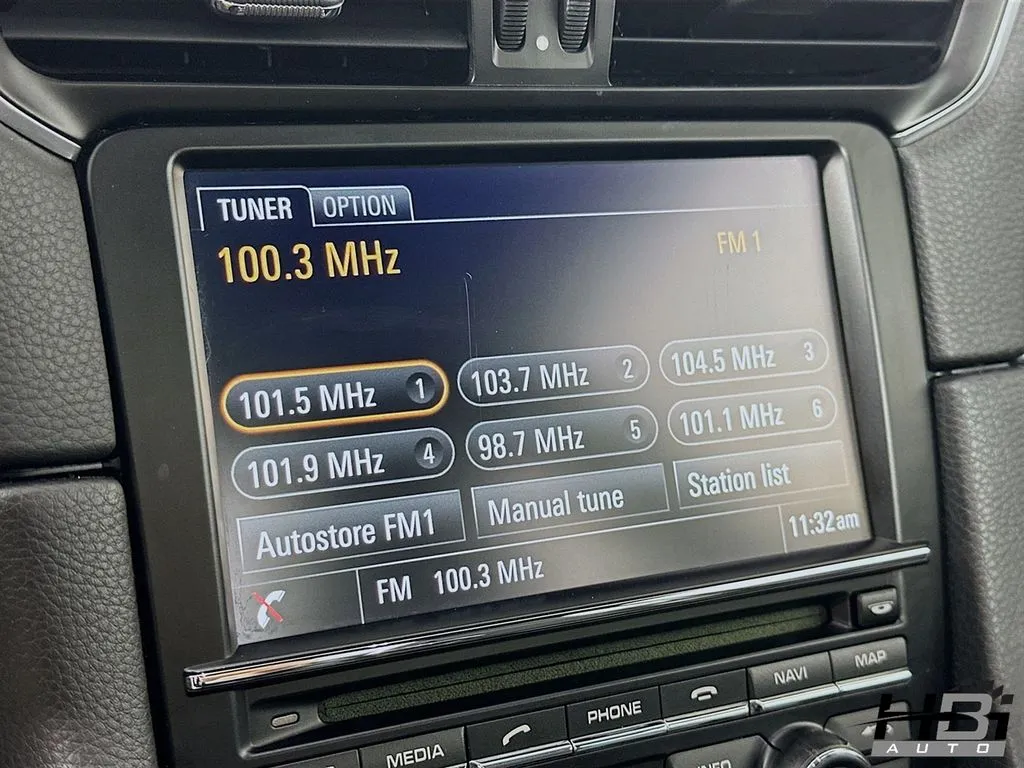 TUNER OPTION
100.3 MHz FM 1
101.5 MHz 1 103.7 MHz 2 104.5 MHz 3
101.9 MHz 4 98.7 MHz 5 101.1 MHz 6
Autostore FM1 Manual tune Station list
FM 100.3 MHz 11:32am
MEDIA PHONE NAVI MAP
INFO
HBi
AUTO